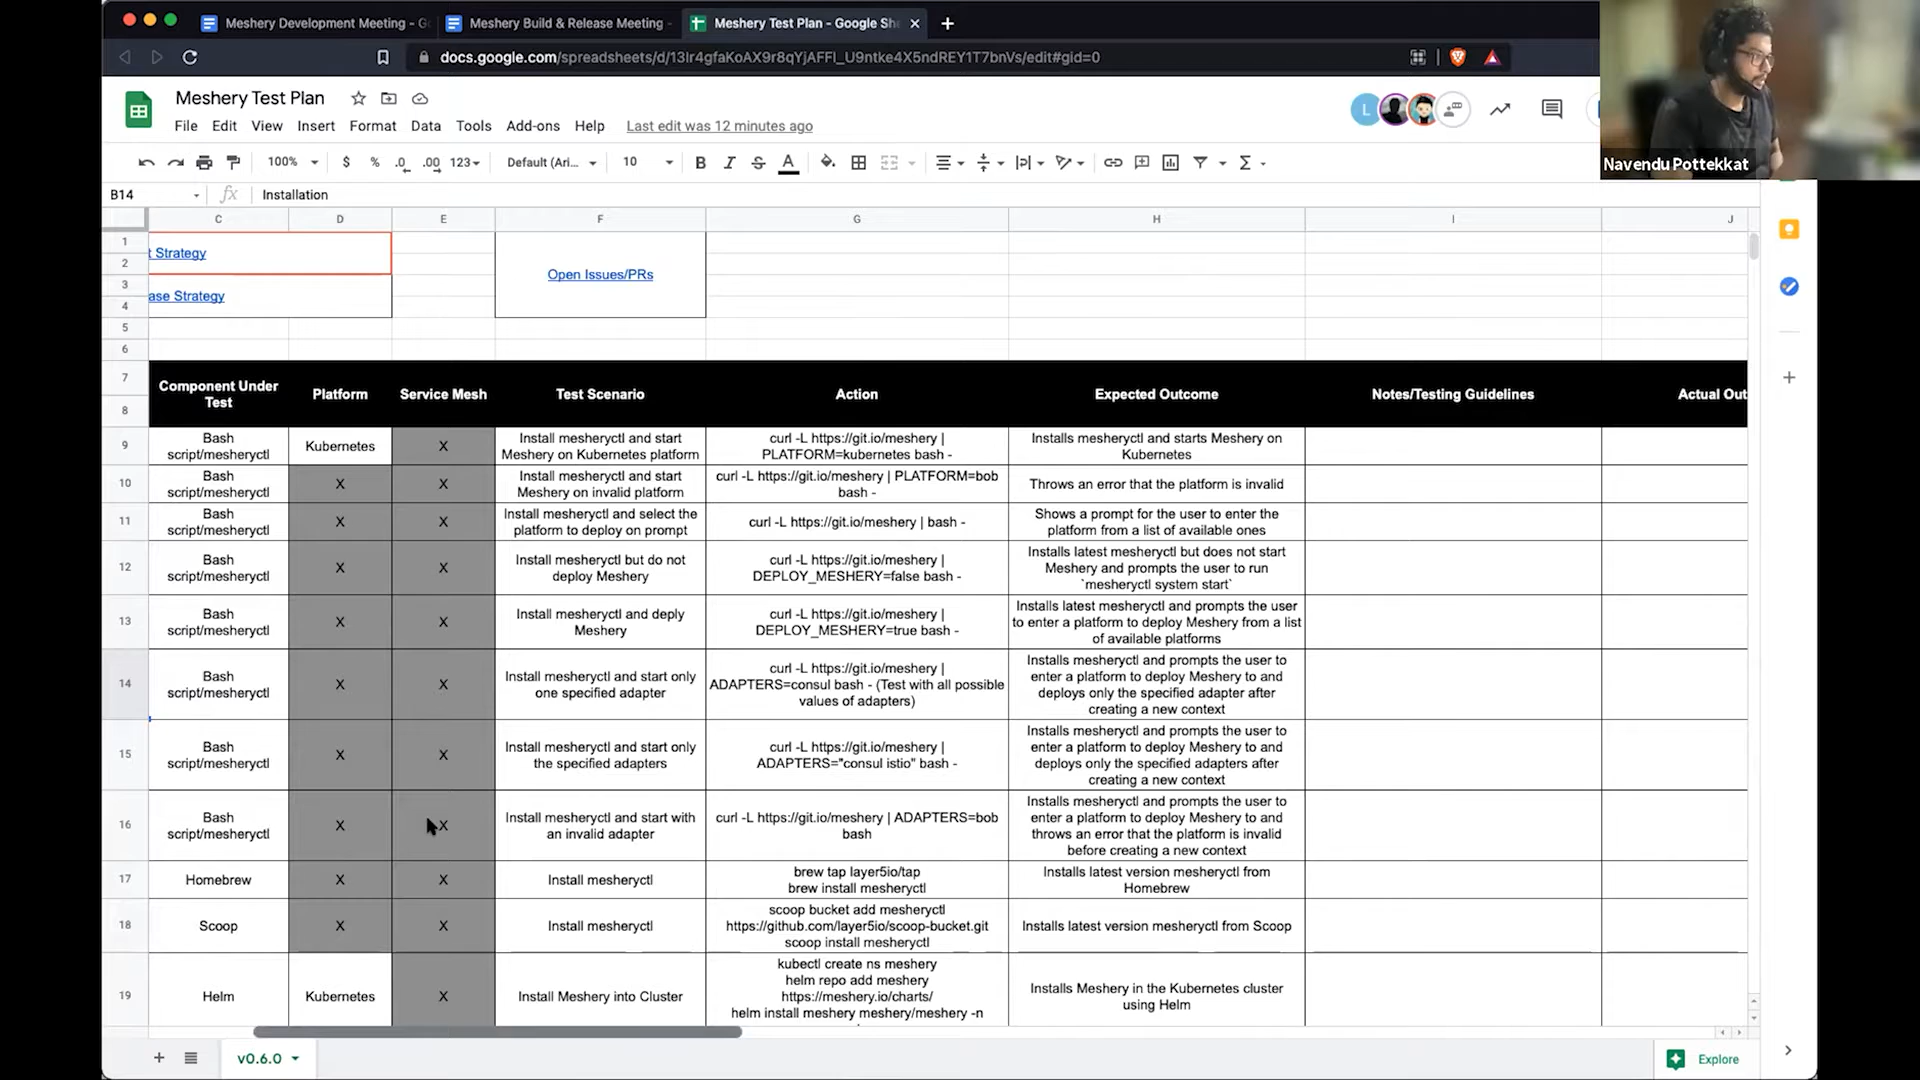 Meshery Development Meeting - G
Meshery Build & Release Meeting -
Meshery Test Plan - Google She
docs.google.com/spreadsheets/d/13Ir4gfaKoAX9r8qYjAFFl_U9ntke4X5ndREY1T7bnVs/edit#gid=0
Navendu Pottekkat
Meshery Test Plan
L
File Edit View Insert Format Data Tools Add-ons Help Last edit was 12 minutes ago
100% $ % .0 .00 123 Default (Ari... 10 B I S A
B14 fx Installation
C D E F G H I J
1
t Strategy
2
Open Issues/PRs
3
ase Strategy
4
5
6
7
8
Component Under Test
Platform
Service Mesh
Test Scenario
Action
Expected Outcome
Notes/Testing Guidelines
Actual Out
9
Bash
script/mesheryctl
Kubernetes
X
Install mesheryctl and start
Meshery on Kubernetes platform
curl -L https://git.io/meshery |
PLATFORM=kubernetes bash -
Installs mesheryctl and starts Meshery on
Kubernetes
10
Bash
script/mesheryctl
X
X
Install mesheryctl and start
Meshery on invalid platform
curl -L https://git.io/meshery | PLATFORM=bob
bash -
Throws an error that the platform is invalid
11
Bash
script/mesheryctl
X
X
Install mesheryctl and select the
platform to deploy on prompt
curl -L https://git.io/meshery | bash -
Shows a prompt for the user to enter the
platform from a list of available ones
12
Bash
script/mesheryctl
X
X
Install mesheryctl but do not
deploy Meshery
curl -L https://git.io/meshery |
DEPLOY_MESHERY=false bash -
Installs latest mesheryctl but does not start
Meshery and prompts the user to run
`mesheryctl system start`
13
Bash
script/mesheryctl
X
X
Install mesheryctl and deply
Meshery
curl -L https://git.io/meshery |
DEPLOY_MESHERY=true bash -
Installs latest mesheryctl and prompts the user
to enter a platform to deploy Meshery from a list
of available platforms
14
Bash
script/mesheryctl
X
X
Install mesheryctl and start only
one specified adapter
curl -L https://git.io/meshery |
ADAPTERS=consul bash - (Test with all possible
values of adapters)
Installs mesheryctl and prompts the user to
enter a platform to deploy Meshery to and
deploys only the specified adapter after
creating a new context
15
Bash
script/mesheryctl
X
X
Install mesheryctl and start only
the specified adapters
curl -L https://git.io/meshery |
ADAPTERS="consul istio" bash -
Installs mesheryctl and prompts the user to
enter a platform to deploy Meshery to and
deploys only the specified adapters after
creating a new context
16
Bash
script/mesheryctl
X
X
Install mesheryctl and start with
an invalid adapter
curl -L https://git.io/meshery | ADAPTERS=bob
bash
Installs mesheryctl and prompts the user to
enter a platform to deploy Meshery to and
throws an error that the platform is invalid
before creating a new context
17
Homebrew
X
X
Install mesheryctl
brew tap layer5io/tap
brew install mesheryctl
Installs latest version mesheryctl from
Homebrew
18
Scoop
X
X
Install mesheryctl
scoop bucket add mesheryctl
https://github.com/layer5io/scoop-bucket.git
scoop install mesheryctl
Installs latest version mesheryctl from Scoop
19
Helm
Kubernetes
X
Install Meshery into Cluster
kubectl create ns meshery
helm repo add meshery
https://meshery.io/charts/
helm install meshery meshery/meshery -n
Installs Meshery in the Kubernetes cluster
using Helm
v0.6.0
Explore